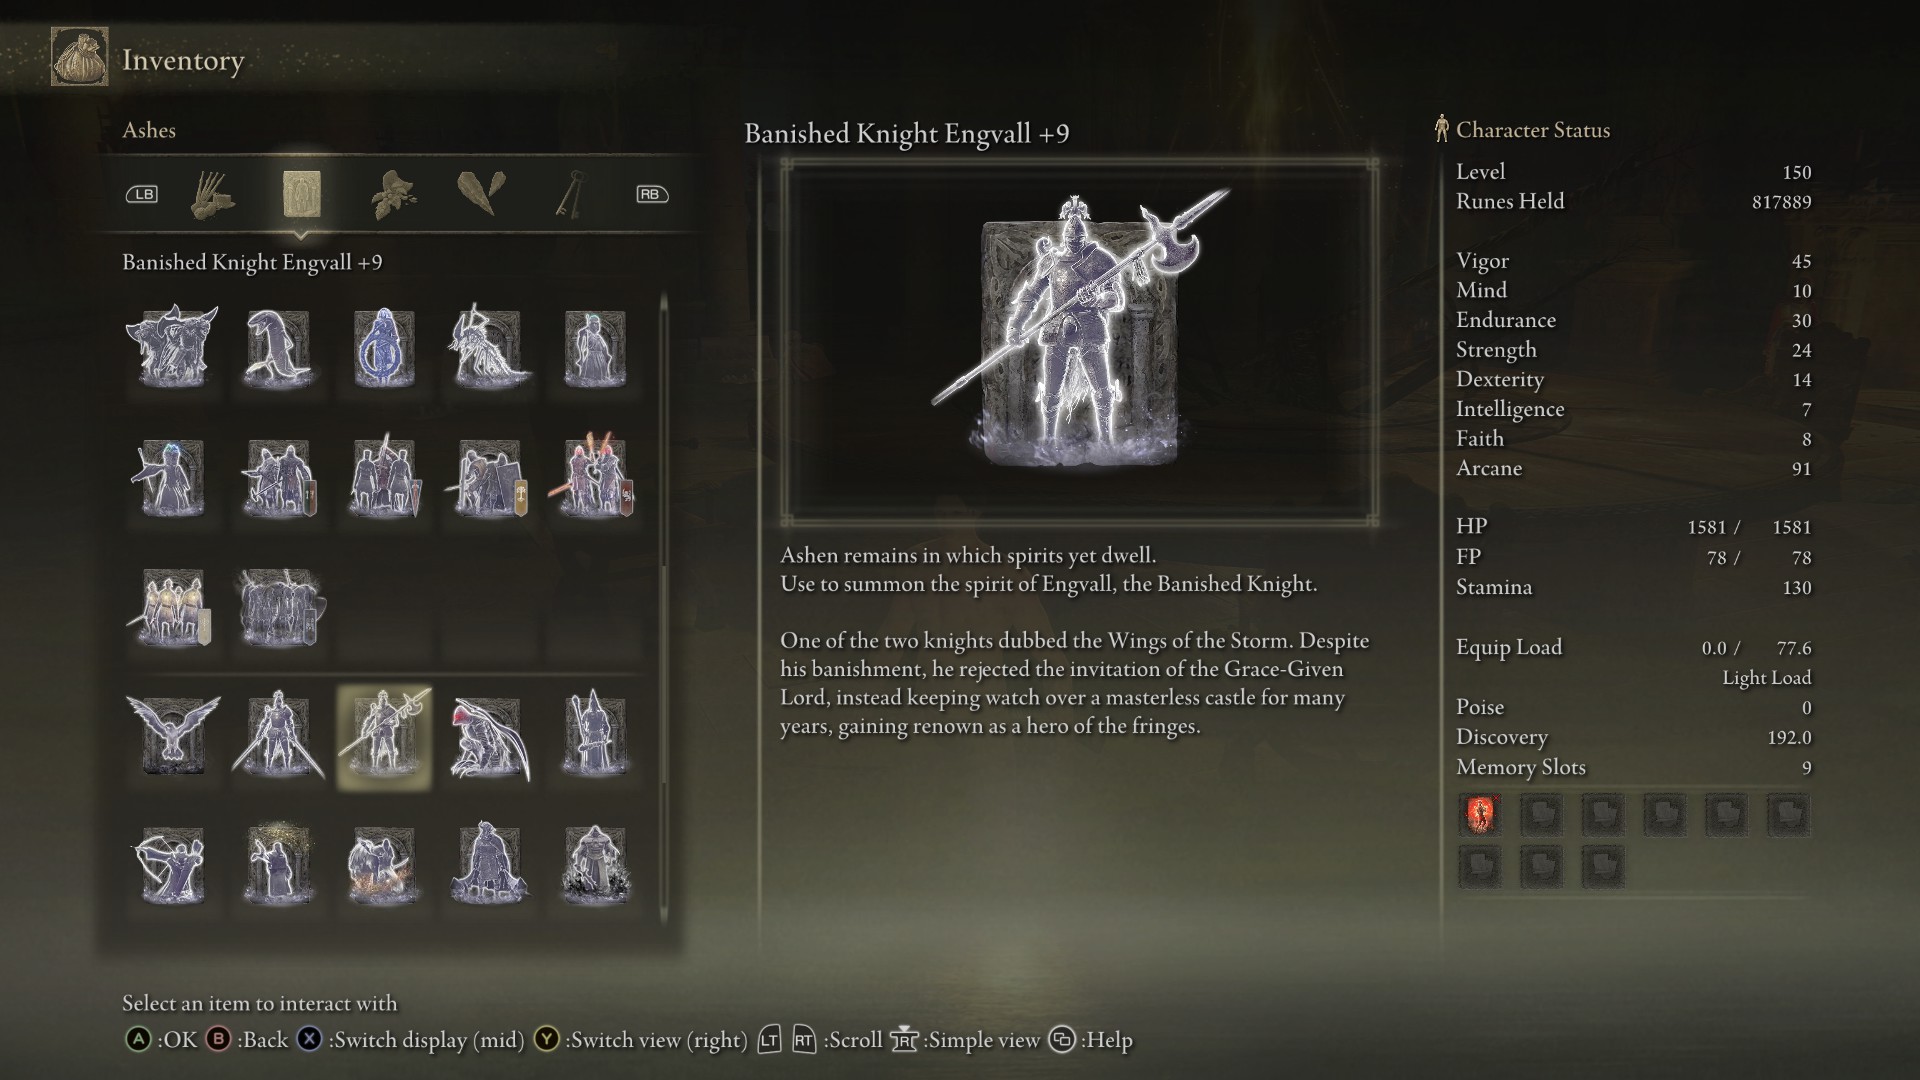 Inventory
Ashes
LB
RB
Banished Knight Engvall +9
Banished Knight Engvall +9
Ashen remains in which spirits yet dwell.
Use to summon the spirit of Engvall, the Banished Knight.
One of the two knights dubbed the Wings of the Storm. Despite
his banishment, he rejected the invitation of the Grace-Given
Lord, instead keeping watch over a masterless castle for many
years, gaining renown as a hero of the fringes.
Character Status
Level 150
Runes Held 817889
Vigor 45
Mind 10
Endurance 30
Strength 24
Dexterity 14
Intelligence 7
Faith 8
Arcane 91
HP 1581 / 1581
FP 78 / 78
Stamina 130
Equip Load 0.0 / 77.6
Light Load
Poise 0
Discovery 192.0
Memory Slots 9
Select an item to interact with
A :OK B :Back X :Switch display (mid) Y :Switch view (right) LT RT :Scroll R :Simple view :Help